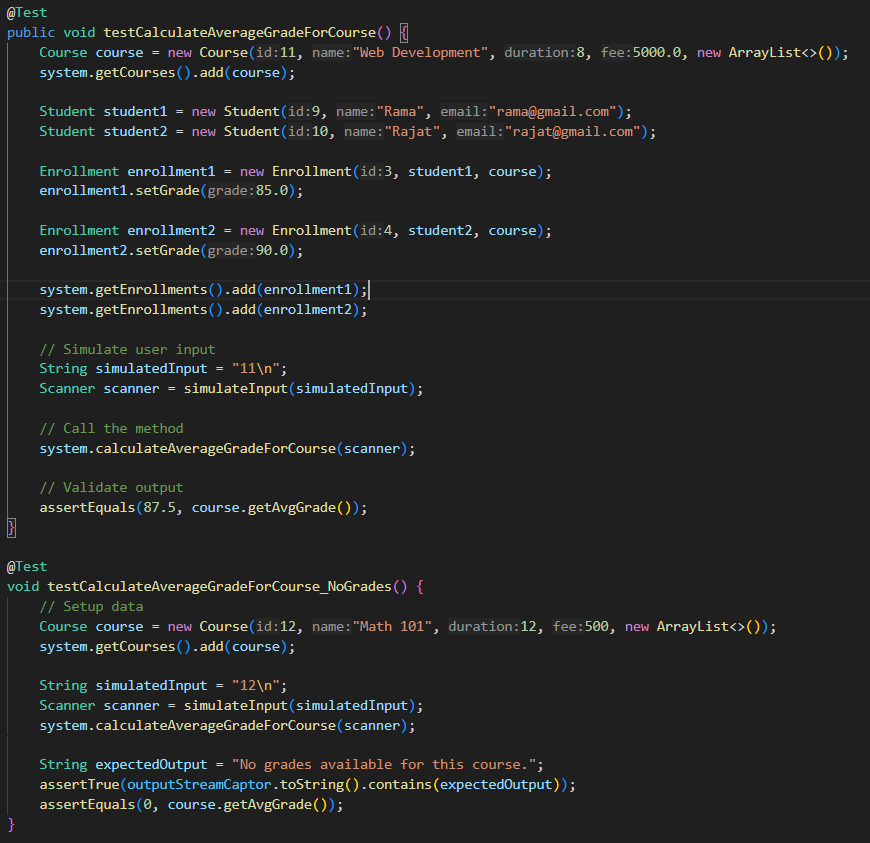 @Test
public void testCalculateAverageGradeForCourse() {
    Course course = new Course(id:11, name:"Web Development", duration:8, fee:5000.0, new ArrayList<>());
    system.getCourses().add(course);

    Student student1 = new Student(id:9, name:"Rama", email:"rama@gmail.com");
    Student student2 = new Student(id:10, name:"Rajat", email:"rajat@gmail.com");

    Enrollment enrollment1 = new Enrollment(id:3, student1, course);
    enrollment1.setGrade(grade:85.0);

    Enrollment enrollment2 = new Enrollment(id:4, student2, course);
    enrollment2.setGrade(grade:90.0);

    system.getEnrollments().add(enrollment1);
    system.getEnrollments().add(enrollment2);

    // Simulate user input
    String simulatedInput = "11\n";
    Scanner scanner = simulateInput(simulatedInput);

    // Call the method
    system.calculateAverageGradeForCourse(scanner);

    // Validate output
    assertEquals(87.5, course.getAvgGrade());
}

@Test
void testCalculateAverageGradeForCourse_NoGrades() {
    // Setup data
    Course course = new Course(id:12, name:"Math 101", duration:12, fee:500, new ArrayList<>());
    system.getCourses().add(course);

    String simulatedInput = "12\n";
    Scanner scanner = simulateInput(simulatedInput);
    system.calculateAverageGradeForCourse(scanner);

    String expectedOutput = "No grades available for this course.";
    assertTrue(outputStreamCaptor.toString().contains(expectedOutput));
    assertEquals(0, course.getAvgGrade());
}